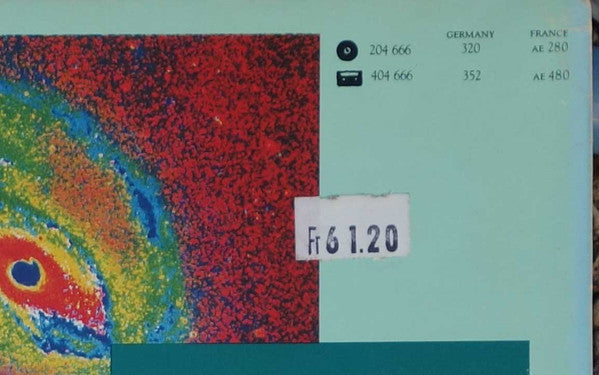 GERMANY FRANCE
204 666 320 AE 280
404 666 352 AE 480
Fr 61.20